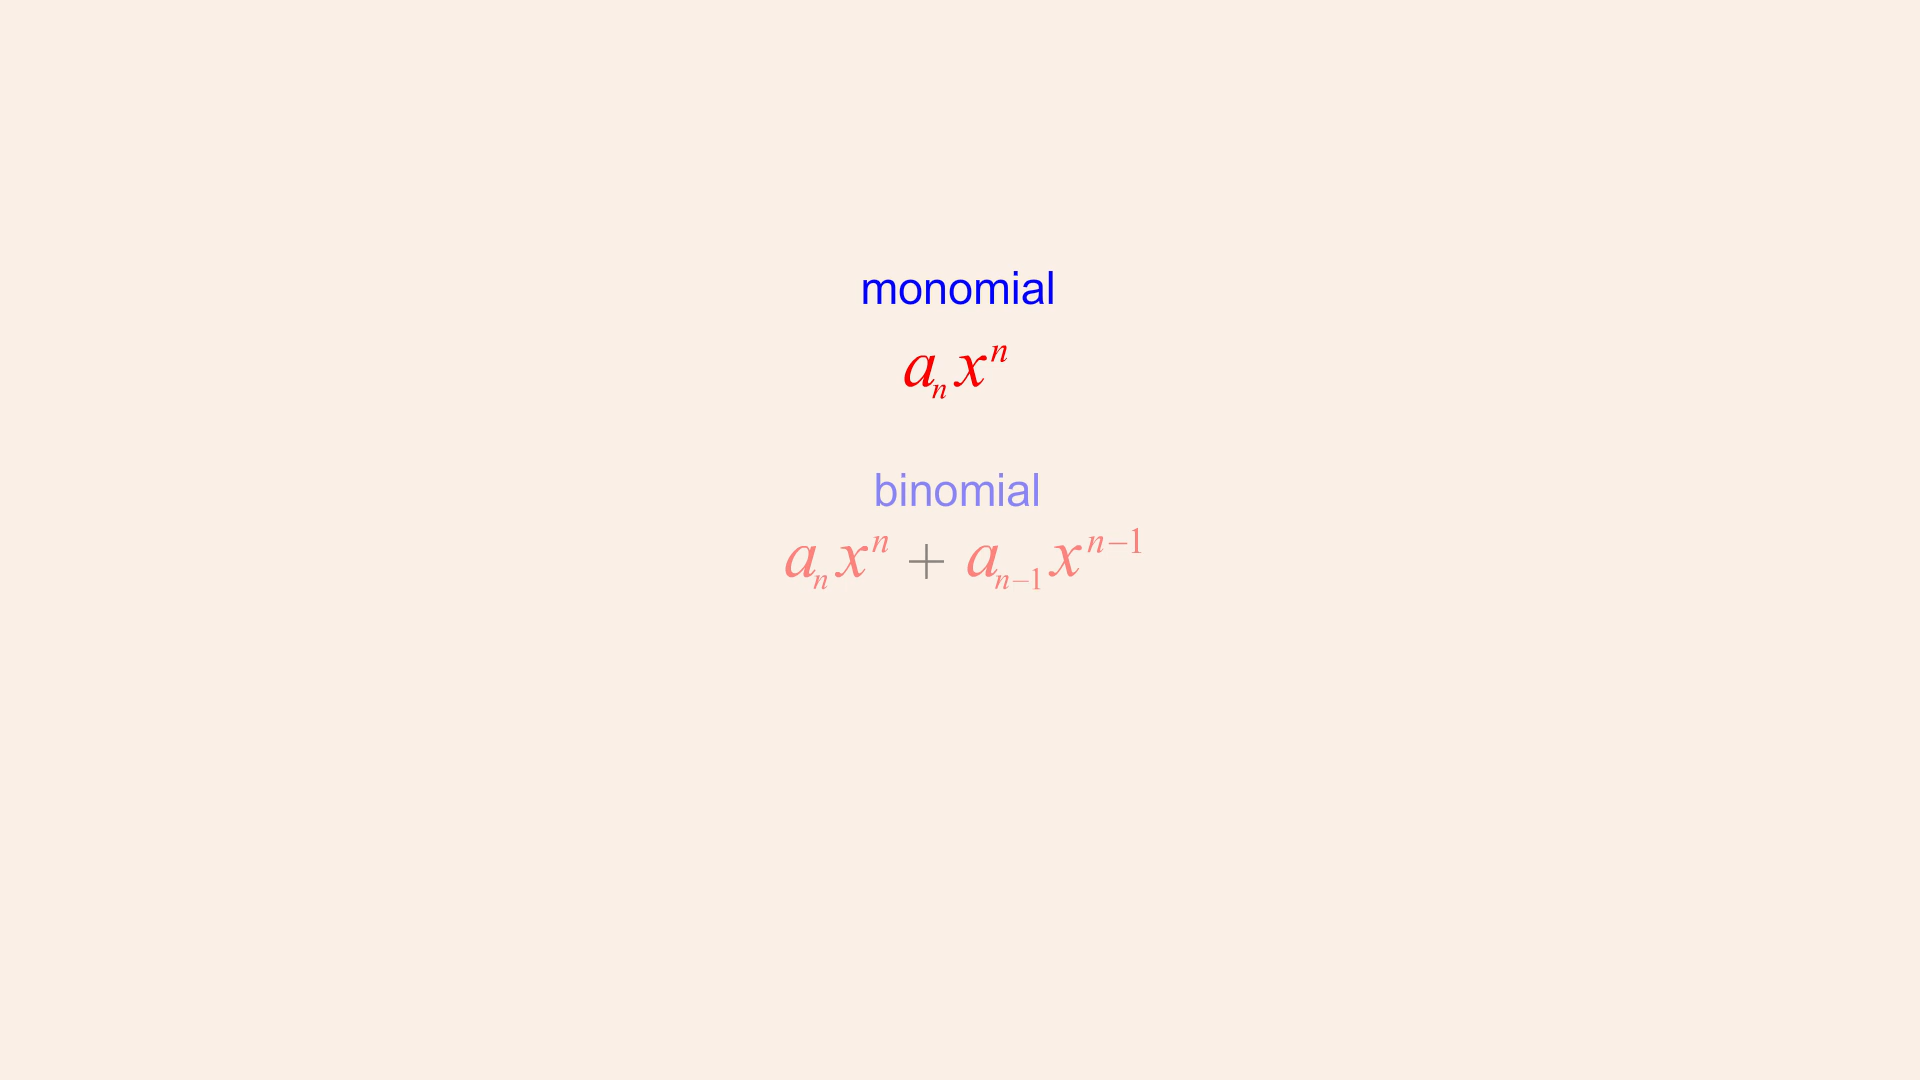 monomial
aₙxⁿ
binomial
aₙxⁿ + aₙ₋₁xⁿ⁻¹